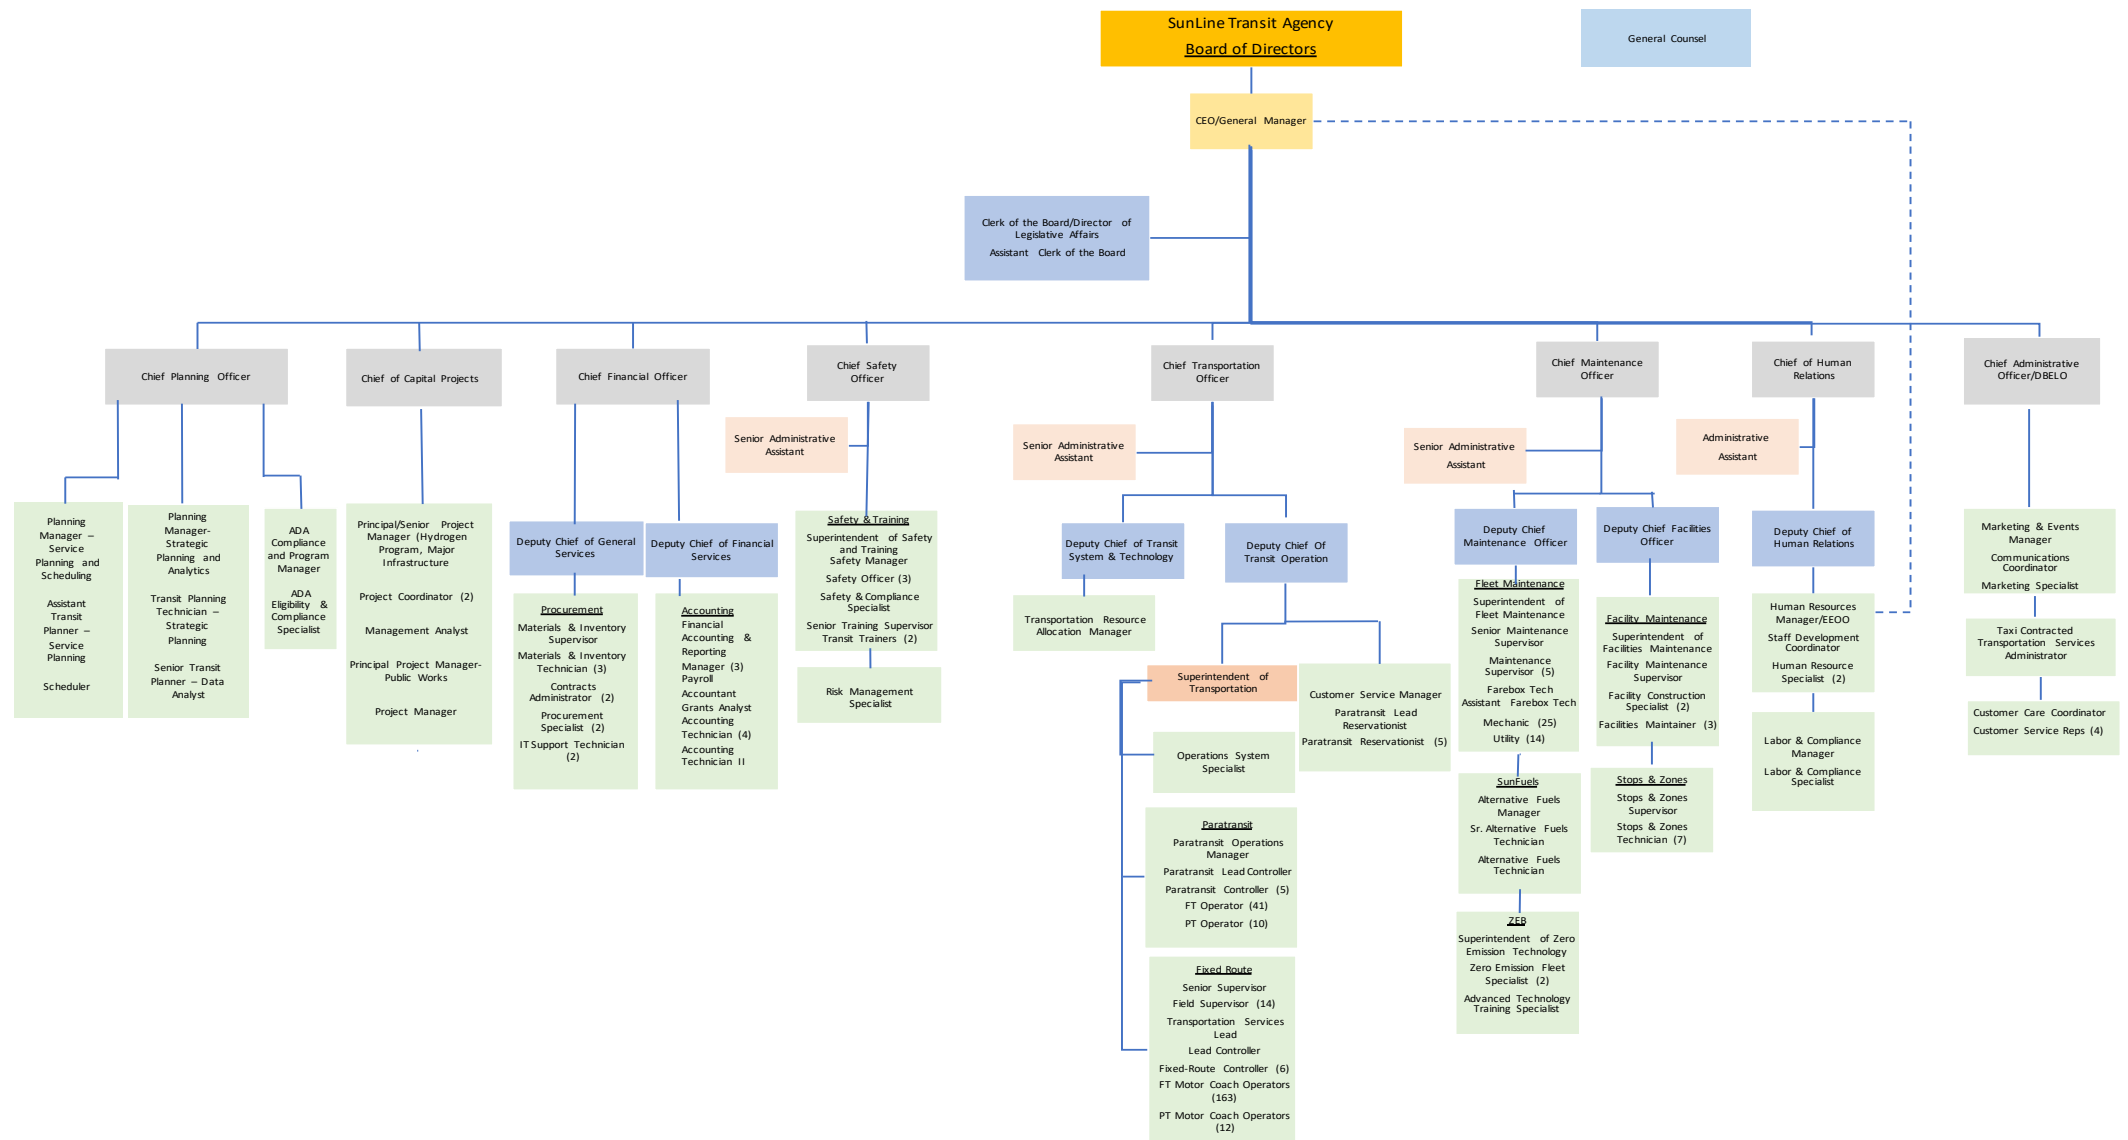 SunLine Transit Agency
Board of Directors
General Counsel
CEO/General Manager
Clerk of the Board/Director of
Legislative Affairs
Assistant Clerk of the Board
Chief Planning Officer
Chief of Capital Projects
Chief Financial Officer
Chief Safety
Officer
Chief Transportation
Officer
Chief Maintenance
Officer
Chief of Human
Relations
Chief Administrative
Officer/DBELO
Senior Administrative
Assistant
Senior Administrative
Assistant
Senior Administrative
Assistant
Administrative
Assistant
Planning
Manager –
Service
Planning and
Scheduling
Assistant
Transit
Planner –
Service
Planning
Scheduler
Planning
Manager-
Strategic
Planning and
Analytics
Transit Planning
Technician –
Strategic
Planning
Senior Transit
Planner – Data
Analyst
ADA
Compliance
and Program
Manager
ADA
Eligibility &
Compliance
Specialist
Principal/Senior Project
Manager (Hydrogen
Program, Major
Infrastructure
Project Coordinator (2)
Management Analyst
Principal Project Manager-
Public Works
Project Manager
Deputy Chief of General
Services
Procurement
Materials & Inventory
Supervisor
Materials & Inventory
Technician (3)
Contracts
Administrator (2)
Procurement
Specialist (2)
IT Support Technician
(2)
Deputy Chief of Financial
Services
Accounting
Financial
Accounting &
Reporting
Manager (3)
Payroll
Accountant
Grants Analyst
Accounting
Technician (4)
Accounting
Technician II
Safety & Training
Superintendent of Safety
and Training
Safety Manager
Safety Officer (3)
Safety & Compliance
Specialist
Senior Training Supervisor
Transit Trainers (2)
Risk Management
Specialist
Deputy Chief of Transit
System & Technology
Transportation Resource
Allocation Manager
Deputy Chief Of
Transit Operation
Superintendent of
Transportation
Customer Service Manager
Paratransit Lead
Reservationist
Paratransit Reservationist (5)
Operations System
Specialist
Paratransit
Paratransit Operations
Manager
Paratransit Lead Controller
Paratransit Controller (5)
FT Operator (41)
PT Operator (10)
Fixed Route
Senior Supervisor
Field Supervisor (14)
Transportation Services
Lead
Lead Controller
Fixed-Route Controller (6)
FT Motor Coach Operators
(163)
PT Motor Coach Operators
(12)
Deputy Chief
Maintenance Officer
Fleet Maintenance
Superintendent of
Fleet Maintenance
Senior Maintenance
Supervisor
Maintenance
Supervisor (5)
Farebox Tech
Assistant Farebox Tech
Mechanic (25)
Utility (14)
SunFuels
Alternative Fuels
Manager
Sr. Alternative Fuels
Technician
Alternative Fuels
Technician
ZEB
Superintendent of Zero
Emission Technology
Zero Emission Fleet
Specialist (2)
Advanced Technology
Training Specialist
Deputy Chief Facilities
Officer
Facility Maintenance
Superintendent of
Facilities Maintenance
Facility Maintenance
Supervisor
Facility Construction
Specialist (2)
Facilities Maintainer (3)
Stops & Zones
Stops & Zones
Supervisor
Stops & Zones
Technician (7)
Deputy Chief of
Human Relations
Human Resources
Manager/EEOO
Staff Development
Coordinator
Human Resource
Specialist (2)
Labor & Compliance
Manager
Labor & Compliance
Specialist
Marketing & Events
Manager
Communications
Coordinator
Marketing Specialist
Taxi Contracted
Transportation Services
Administrator
Customer Care Coordinator
Customer Service Reps (4)